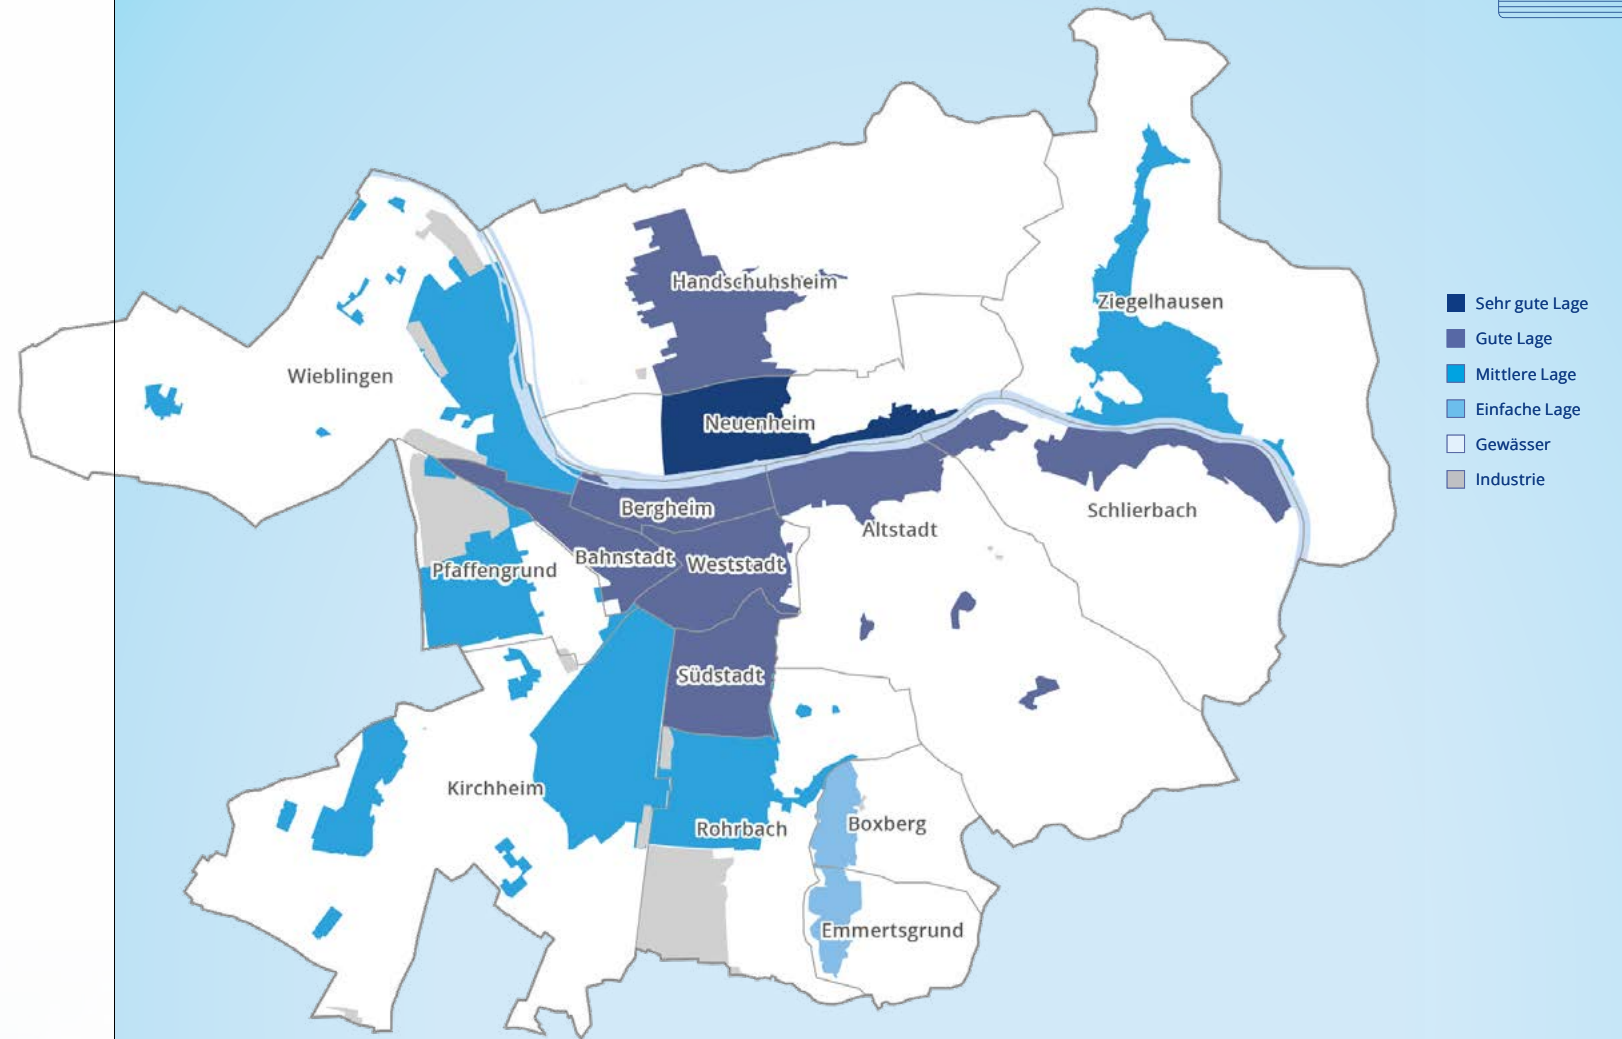 Handschuhsheim
Ziegelhausen
Wieblingen
Neuenheim
Bergheim
Schlierbach
Altstadt
Bahnstadt
Weststadt
Pfaffengrund
Südstadt
Kirchheim
Rohrbach
Boxberg
Emmertsgrund
Sehr gute Lage
Gute Lage
Mittlere Lage
Einfache Lage
Gewässer
Industrie